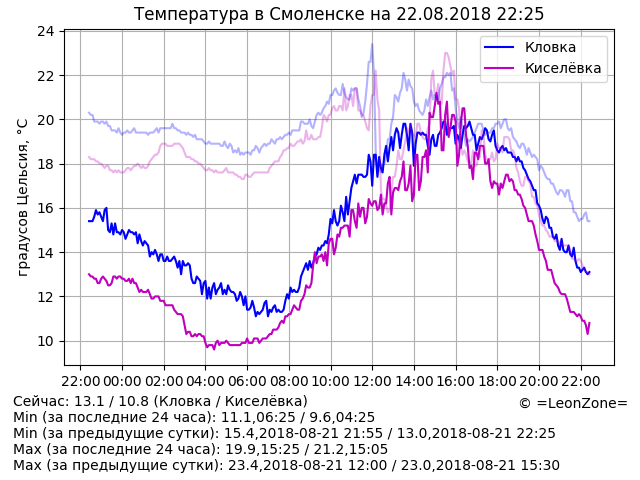 Температура в Смоленске на 22.08.2018 22:25
Кловка
Киселёвка
градусов Цельсия, °C
24
22
20
18
16
14
12
10
22:00 00:00 02:00 04:00 06:00 08:00 10:00 12:00 14:00 16:00 18:00 20:00 22:00
Сейчас: 13.1 / 10.8 (Кловка / Киселёвка)
© =LeonZone=
Min (за последние 24 часа): 11.1,06:25 / 9.6,04:25
Min (за предыдущие сутки): 15.4,2018-08-21 21:55 / 13.0,2018-08-21 22:25
Max (за последние 24 часа): 19.9,15:25 / 21.2,15:05
Max (за предыдущие сутки): 23.4,2018-08-21 12:00 / 23.0,2018-08-21 15:30